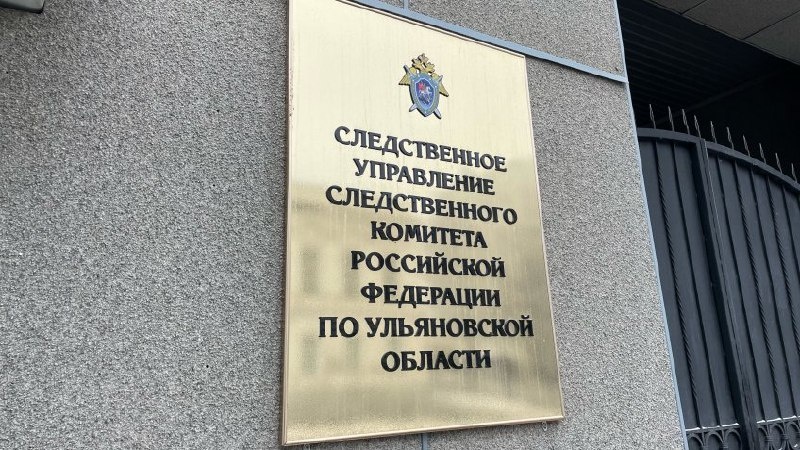 СЛЕДСТВЕННОЕ
УПРАВЛЕНИЕ
СЛЕДСТВЕННОГО
КОМИТЕТА
РОССИЙСКОЙ
ФЕДЕРАЦИИ
ПО УЛЬЯНОВСКОЙ
ОБЛАСТИ